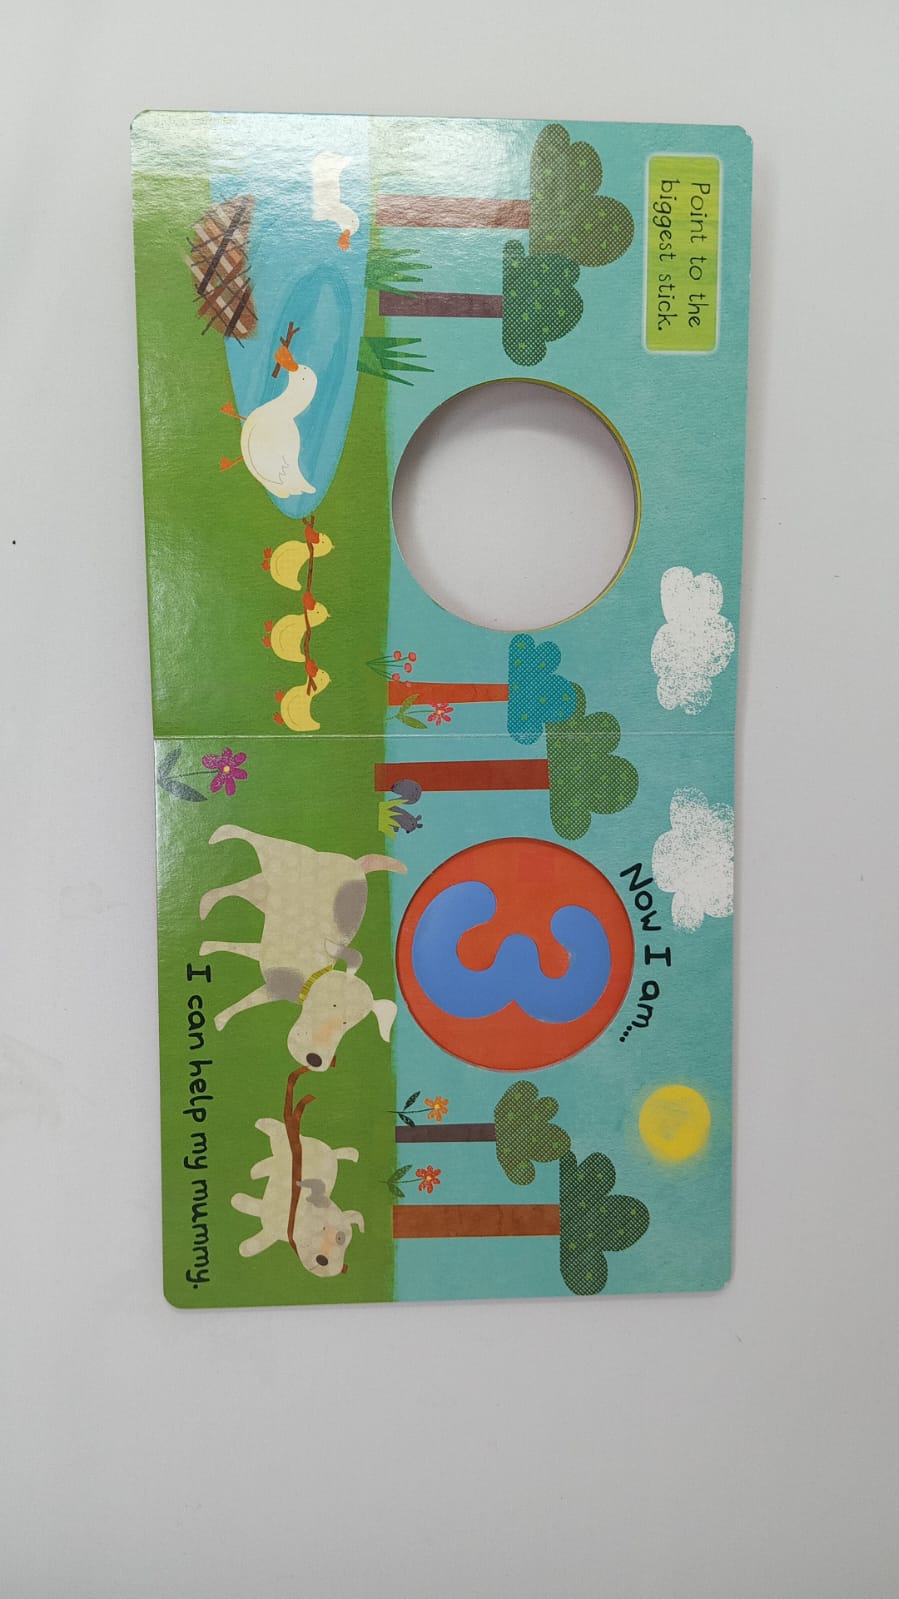 Point to the
biggest stick.
Now I am...
3
I can help my mummy.